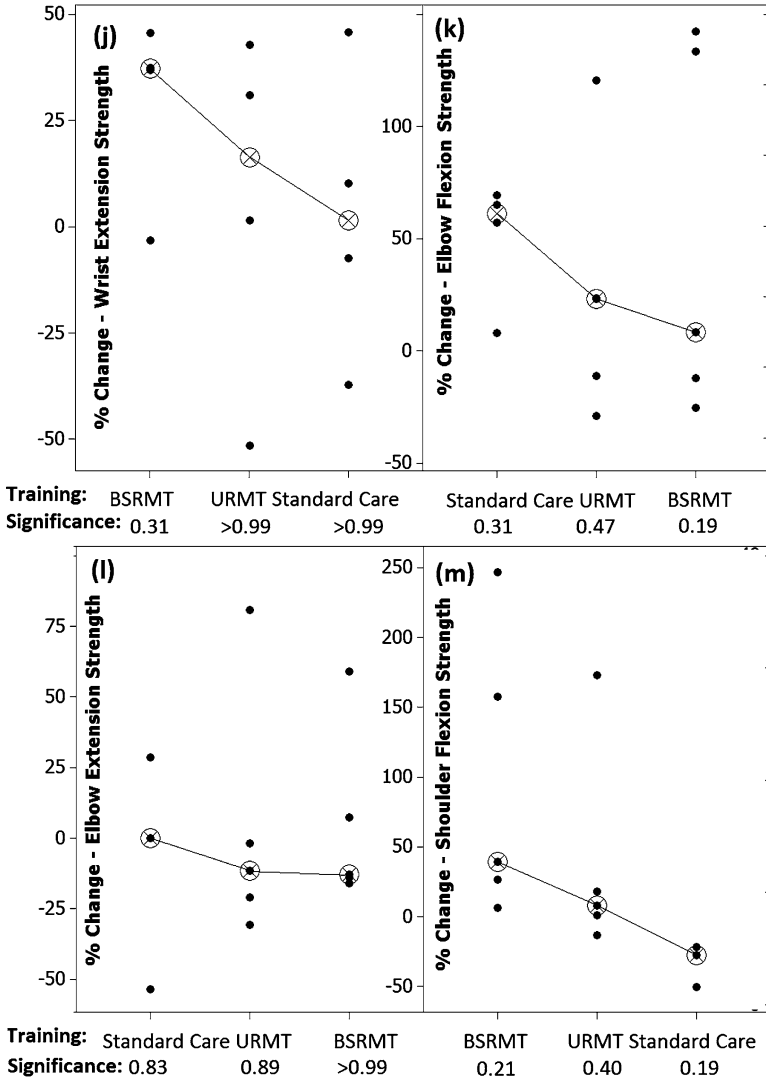 50
(j)
25
0
-25
-50
% Change - Wrist Extension Strength
(k)
100
50
0
-50
% Change - Elbow Flexion Strength
Training: BSRMT URMT Standard Care Standard Care URMT BSRMT
Significance: 0.31 >0.99 >0.99 0.31 0.47 0.19
(l)
75
50
25
0
-25
-50
% Change - Elbow Extension Strength
(m)
250
200
150
100
50
0
-50
% Change - Shoulder Flexion Strength
Training: Standard Care URMT BSRMT BSRMT URMT Standard Care
Significance: 0.83 0.89 >0.99 0.21 0.40 0.19